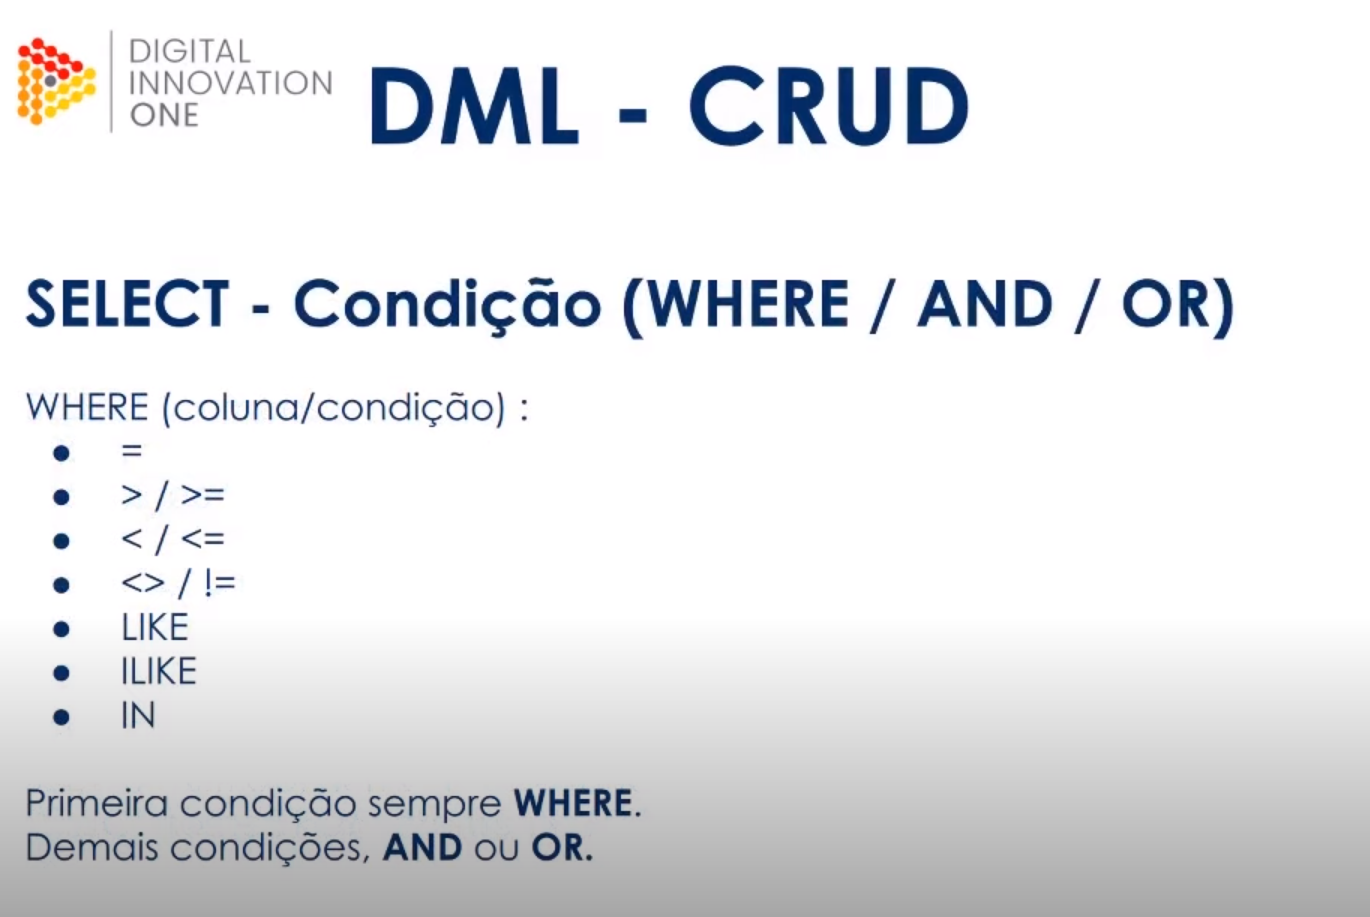 DIGITAL
INNOVATION
ONE
DML - CRUD
SELECT - Condição (WHERE / AND / OR)
WHERE (coluna/condição) :
● =
● > / >=
● < / <=
● <> / !=
● LIKE
● ILIKE
● IN
Primeira condição sempre WHERE.
Demais condições, AND ou OR.